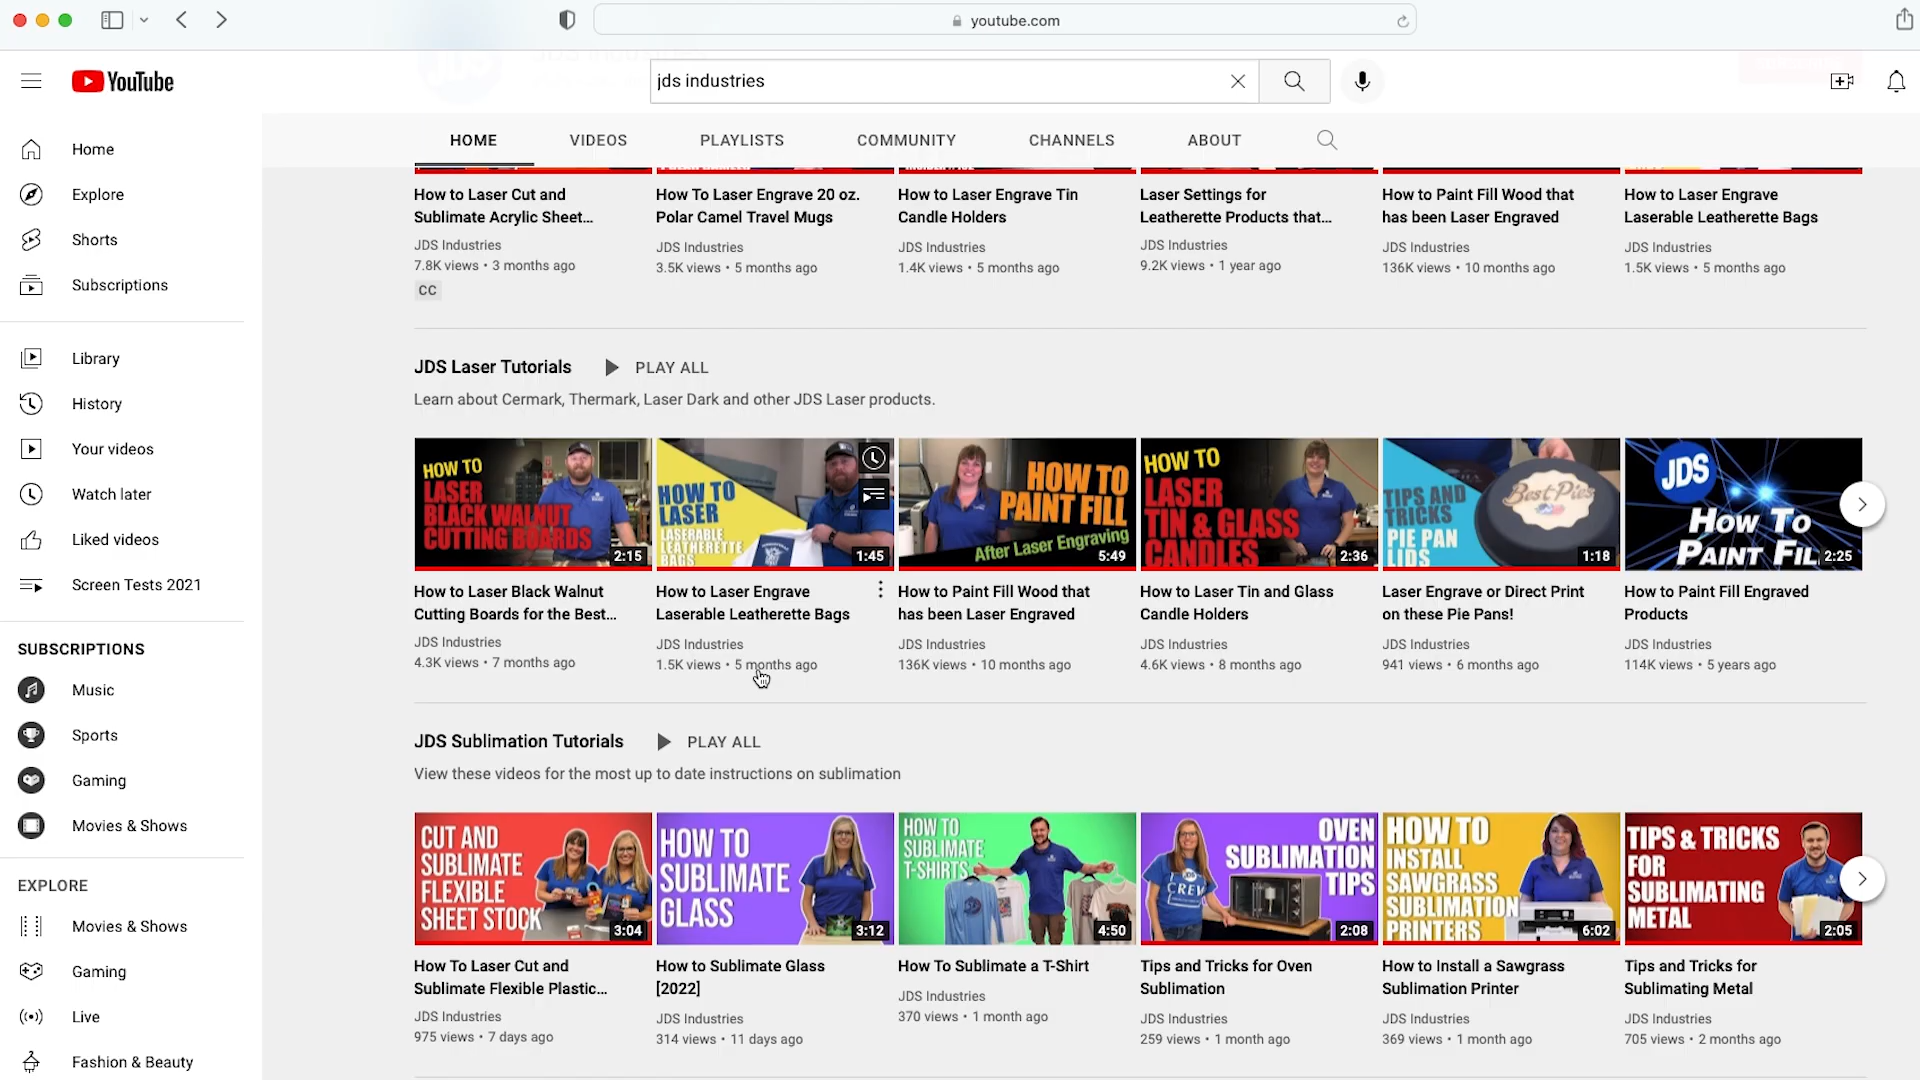 youtube.com
YouTube
jds industries
HOME VIDEOS PLAYLISTS COMMUNITY CHANNELS ABOUT
Home
Explore
Shorts
Subscriptions
Library
History
Your videos
Watch later
Liked videos
Screen Tests 2021
SUBSCRIPTIONS
Music
Sports
Gaming
Movies & Shows
EXPLORE
Movies & Shows
Gaming
Live
Fashion & Beauty
How to Laser Cut and
Sublimate Acrylic Sheet...
JDS Industries
7.8K views • 3 months ago
CC
How To Laser Engrave 20 oz.
Polar Camel Travel Mugs
JDS Industries
3.5K views • 5 months ago
How to Laser Engrave Tin
Candle Holders
JDS Industries
1.4K views • 5 months ago
Laser Settings for
Leatherette Products that...
JDS Industries
9.2K views • 1 year ago
How to Paint Fill Wood that
has been Laser Engraved
JDS Industries
136K views • 10 months ago
How to Laser Engrave
Laserable Leatherette Bags
JDS Industries
1.5K views • 5 months ago
JDS Laser Tutorials PLAY ALL
Learn about Cermark, Thermark, Laser Dark and other JDS Laser products.
HOW TO
LASER
BLACK WALNUT
CUTTING BOARDS
2:15
How to Laser Black Walnut
Cutting Boards for the Best...
JDS Industries
4.3K views • 7 months ago
HOW TO
LASER
LASERABLE
LEATHERETTE
BAGS
1:45
How to Laser Engrave
Laserable Leatherette Bags
JDS Industries
1.5K views • 5 months ago
HOW TO
PAINT FILL
After Laser Engraving
5:49
How to Paint Fill Wood that
has been Laser Engraved
JDS Industries
136K views • 10 months ago
HOW TO
LASER
TIN & GLASS
CANDLES
2:36
How to Laser Tin and Glass
Candle Holders
JDS Industries
4.6K views • 8 months ago
TIPS AND
TRICKS
PIE PAN
LIDS
Best Pies
1:18
Laser Engrave or Direct Print
on these Pie Pans!
JDS Industries
941 views • 6 months ago
JDS
How To
PAINT FIL
2:25
How to Paint Fill Engraved
Products
JDS Industries
114K views • 5 years ago
JDS Sublimation Tutorials PLAY ALL
View these videos for the most up to date instructions on sublimation
CUT AND
SUBLIMATE
FLEXIBLE
SHEET STOCK
3:04
How To Laser Cut and
Sublimate Flexible Plastic...
JDS Industries
975 views • 7 days ago
HOW TO
SUBLIMATE
GLASS
3:12
How to Sublimate Glass
[2022]
JDS Industries
314 views • 11 days ago
HOW TO
SUBLIMATE
T-SHIRTS
4:50
How To Sublimate a T-Shirt
JDS Industries
370 views • 1 month ago
OVEN
SUBLIMATION
TIPS
CREW
2:08
Tips and Tricks for Oven
Sublimation
JDS Industries
259 views • 1 month ago
HOW TO
INSTALL
SAWGRASS
SUBLIMATION
PRINTERS
6:02
How to Install a Sawgrass
Sublimation Printer
JDS Industries
369 views • 1 month ago
TIPS & TRICKS
FOR
SUBLIMATING
METAL
2:05
Tips and Tricks for
Sublimating Metal
JDS Industries
705 views • 2 months ago